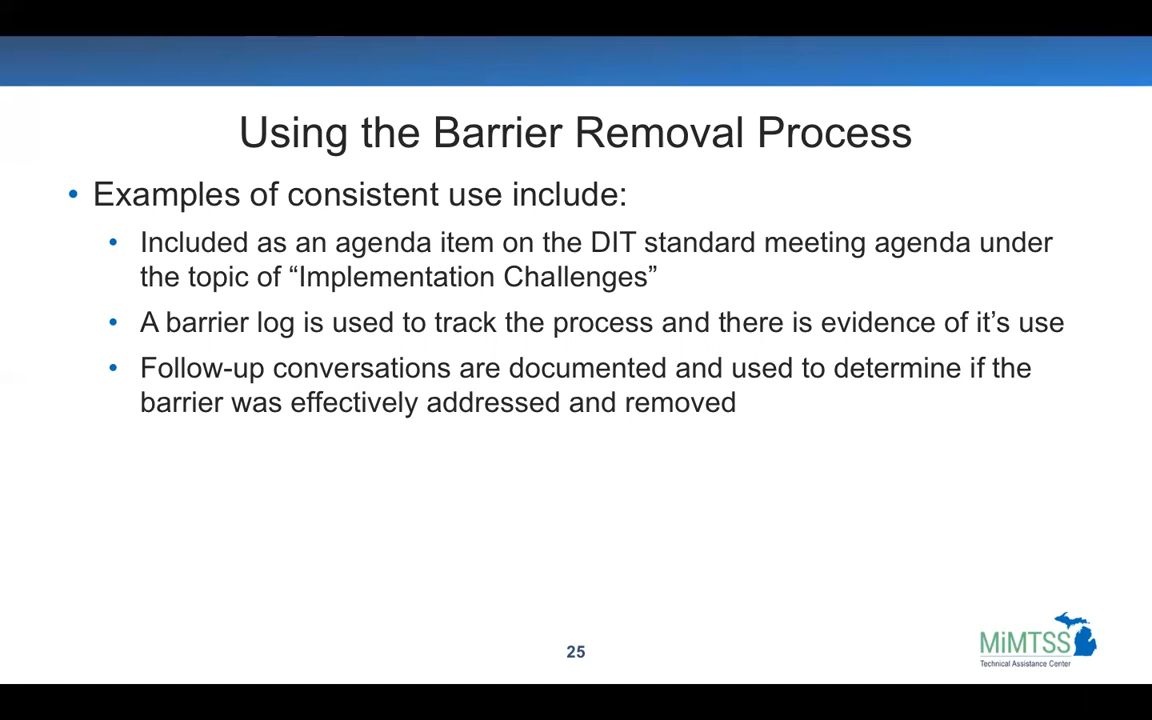 Using the Barrier Removal Process
• Examples of consistent use include:
• Included as an agenda item on the DIT standard meeting agenda under
the topic of “Implementation Challenges”
• A barrier log is used to track the process and there is evidence of it’s use
• Follow-up conversations are documented and used to determine if the
barrier was effectively addressed and removed
25
MiMTSS
Technical Assistance Center